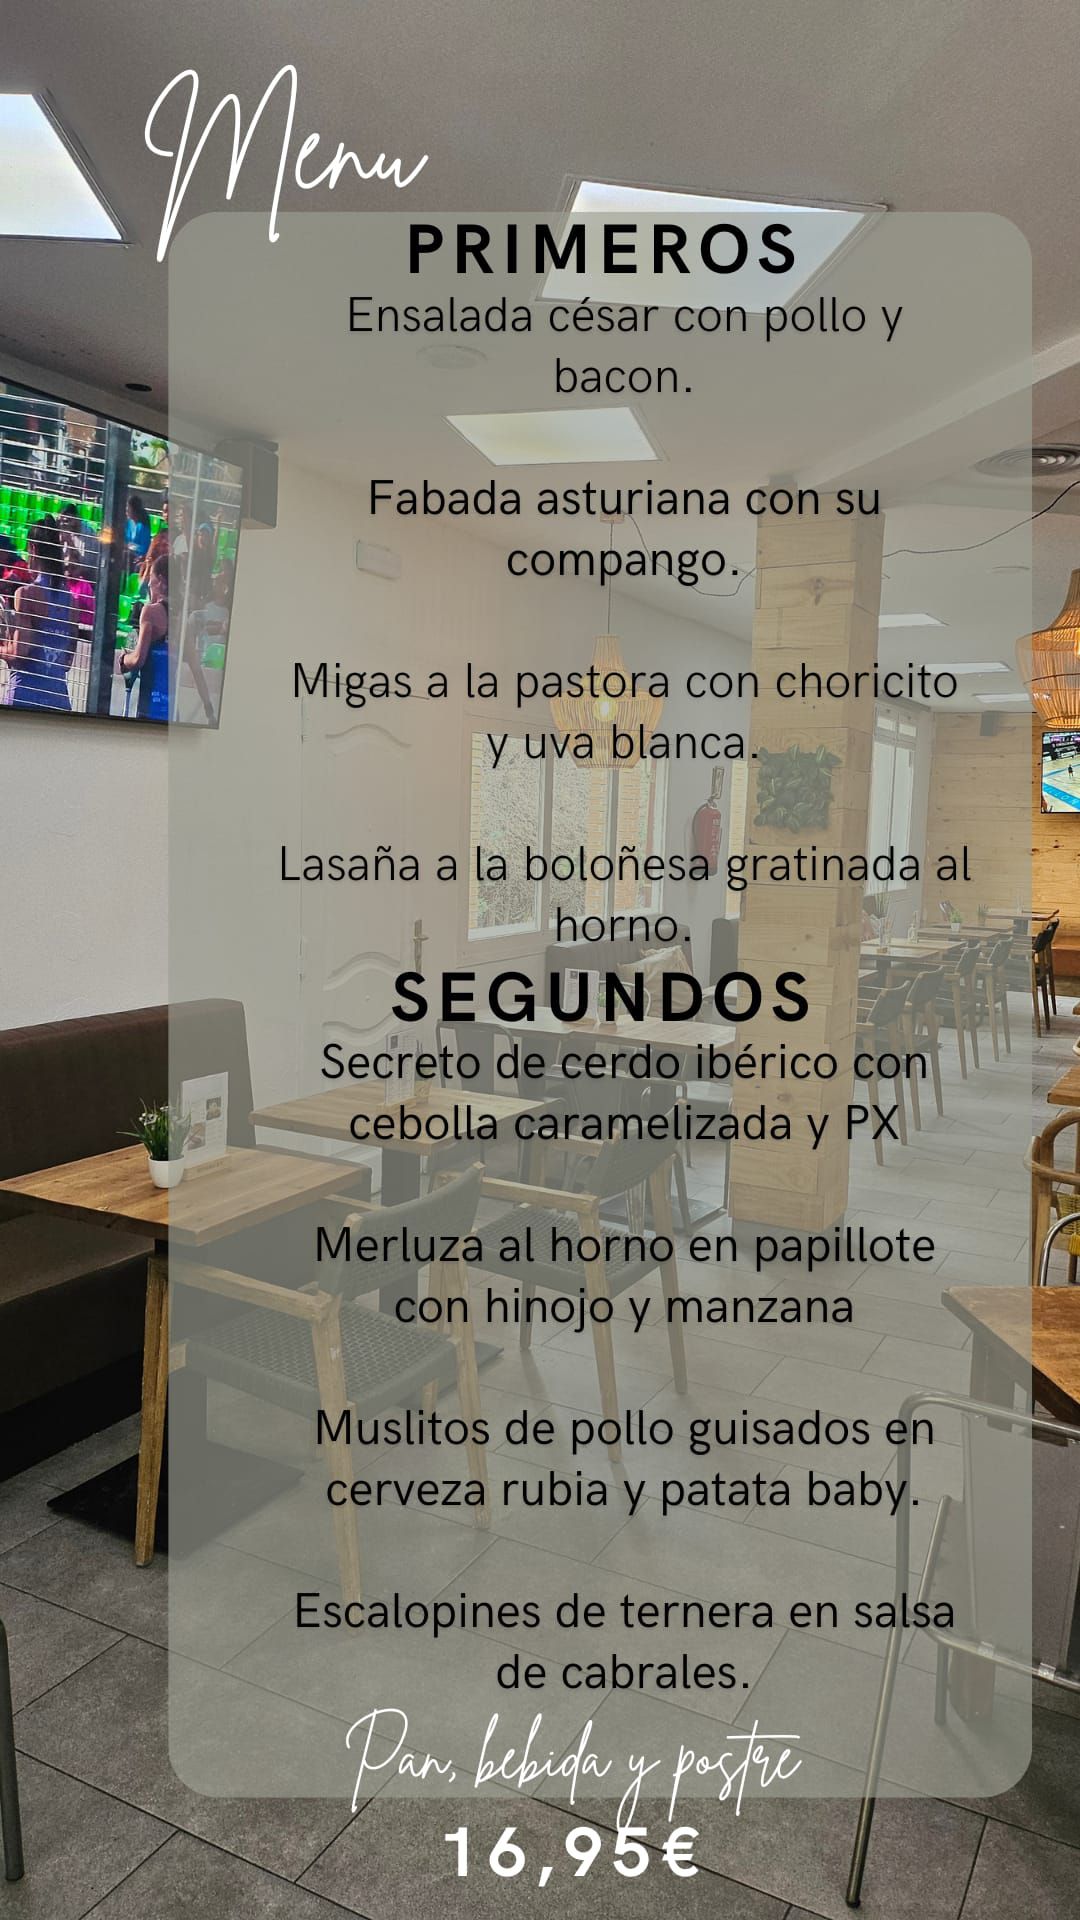 Menu
PRIMEROS
Ensalada césar con pollo y
bacon.
Fabada asturiana con su
compango.
Migas a la pastora con choricito
y uva blanca.
Lasaña a la boloñesa gratinada al
horno.
SEGUNDOS
Secreto de cerdo ibérico con
cebolla caramelizada y PX
Merluza al horno en papillote
con hinojo y manzana
Muslitos de pollo guisados en
cerveza rubia y patata baby.
Escalopines de ternera en salsa
de cabrales.
Pan, bebida y postre
16,95€